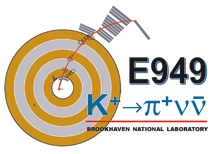 E949
K⁺→π⁺νν̄
BROOKHAVEN NATIONAL LABORATORY